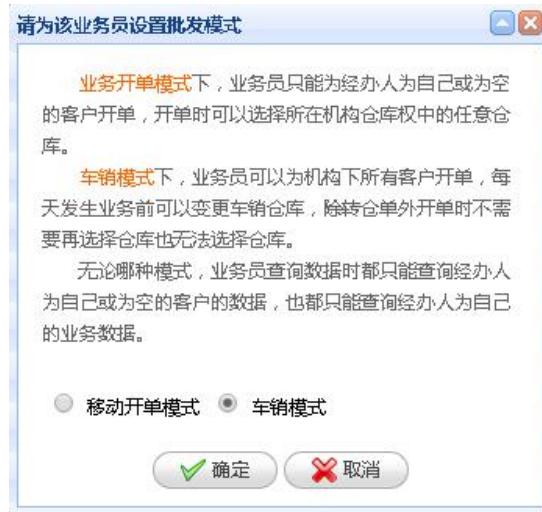 请为该业务员设置批发模式
业务开单模式下，业务员只能为经办人为自己或为空
的客户开单，开单时可以选择所在机构仓库权中的任意仓
库。
车销模式下，业务员可以为机构下所有客户开单，每
天发生业务前可以变更车销仓库，除转仓单外开单时不需
要再选择仓库也无法选择仓库。
无论哪种模式，业务员查询数据时都只能查询经办人
为自己或为空的客户的数据，也都只能查询经办人为自己
的业务数据。
移动开单模式 车销模式
确定 取消